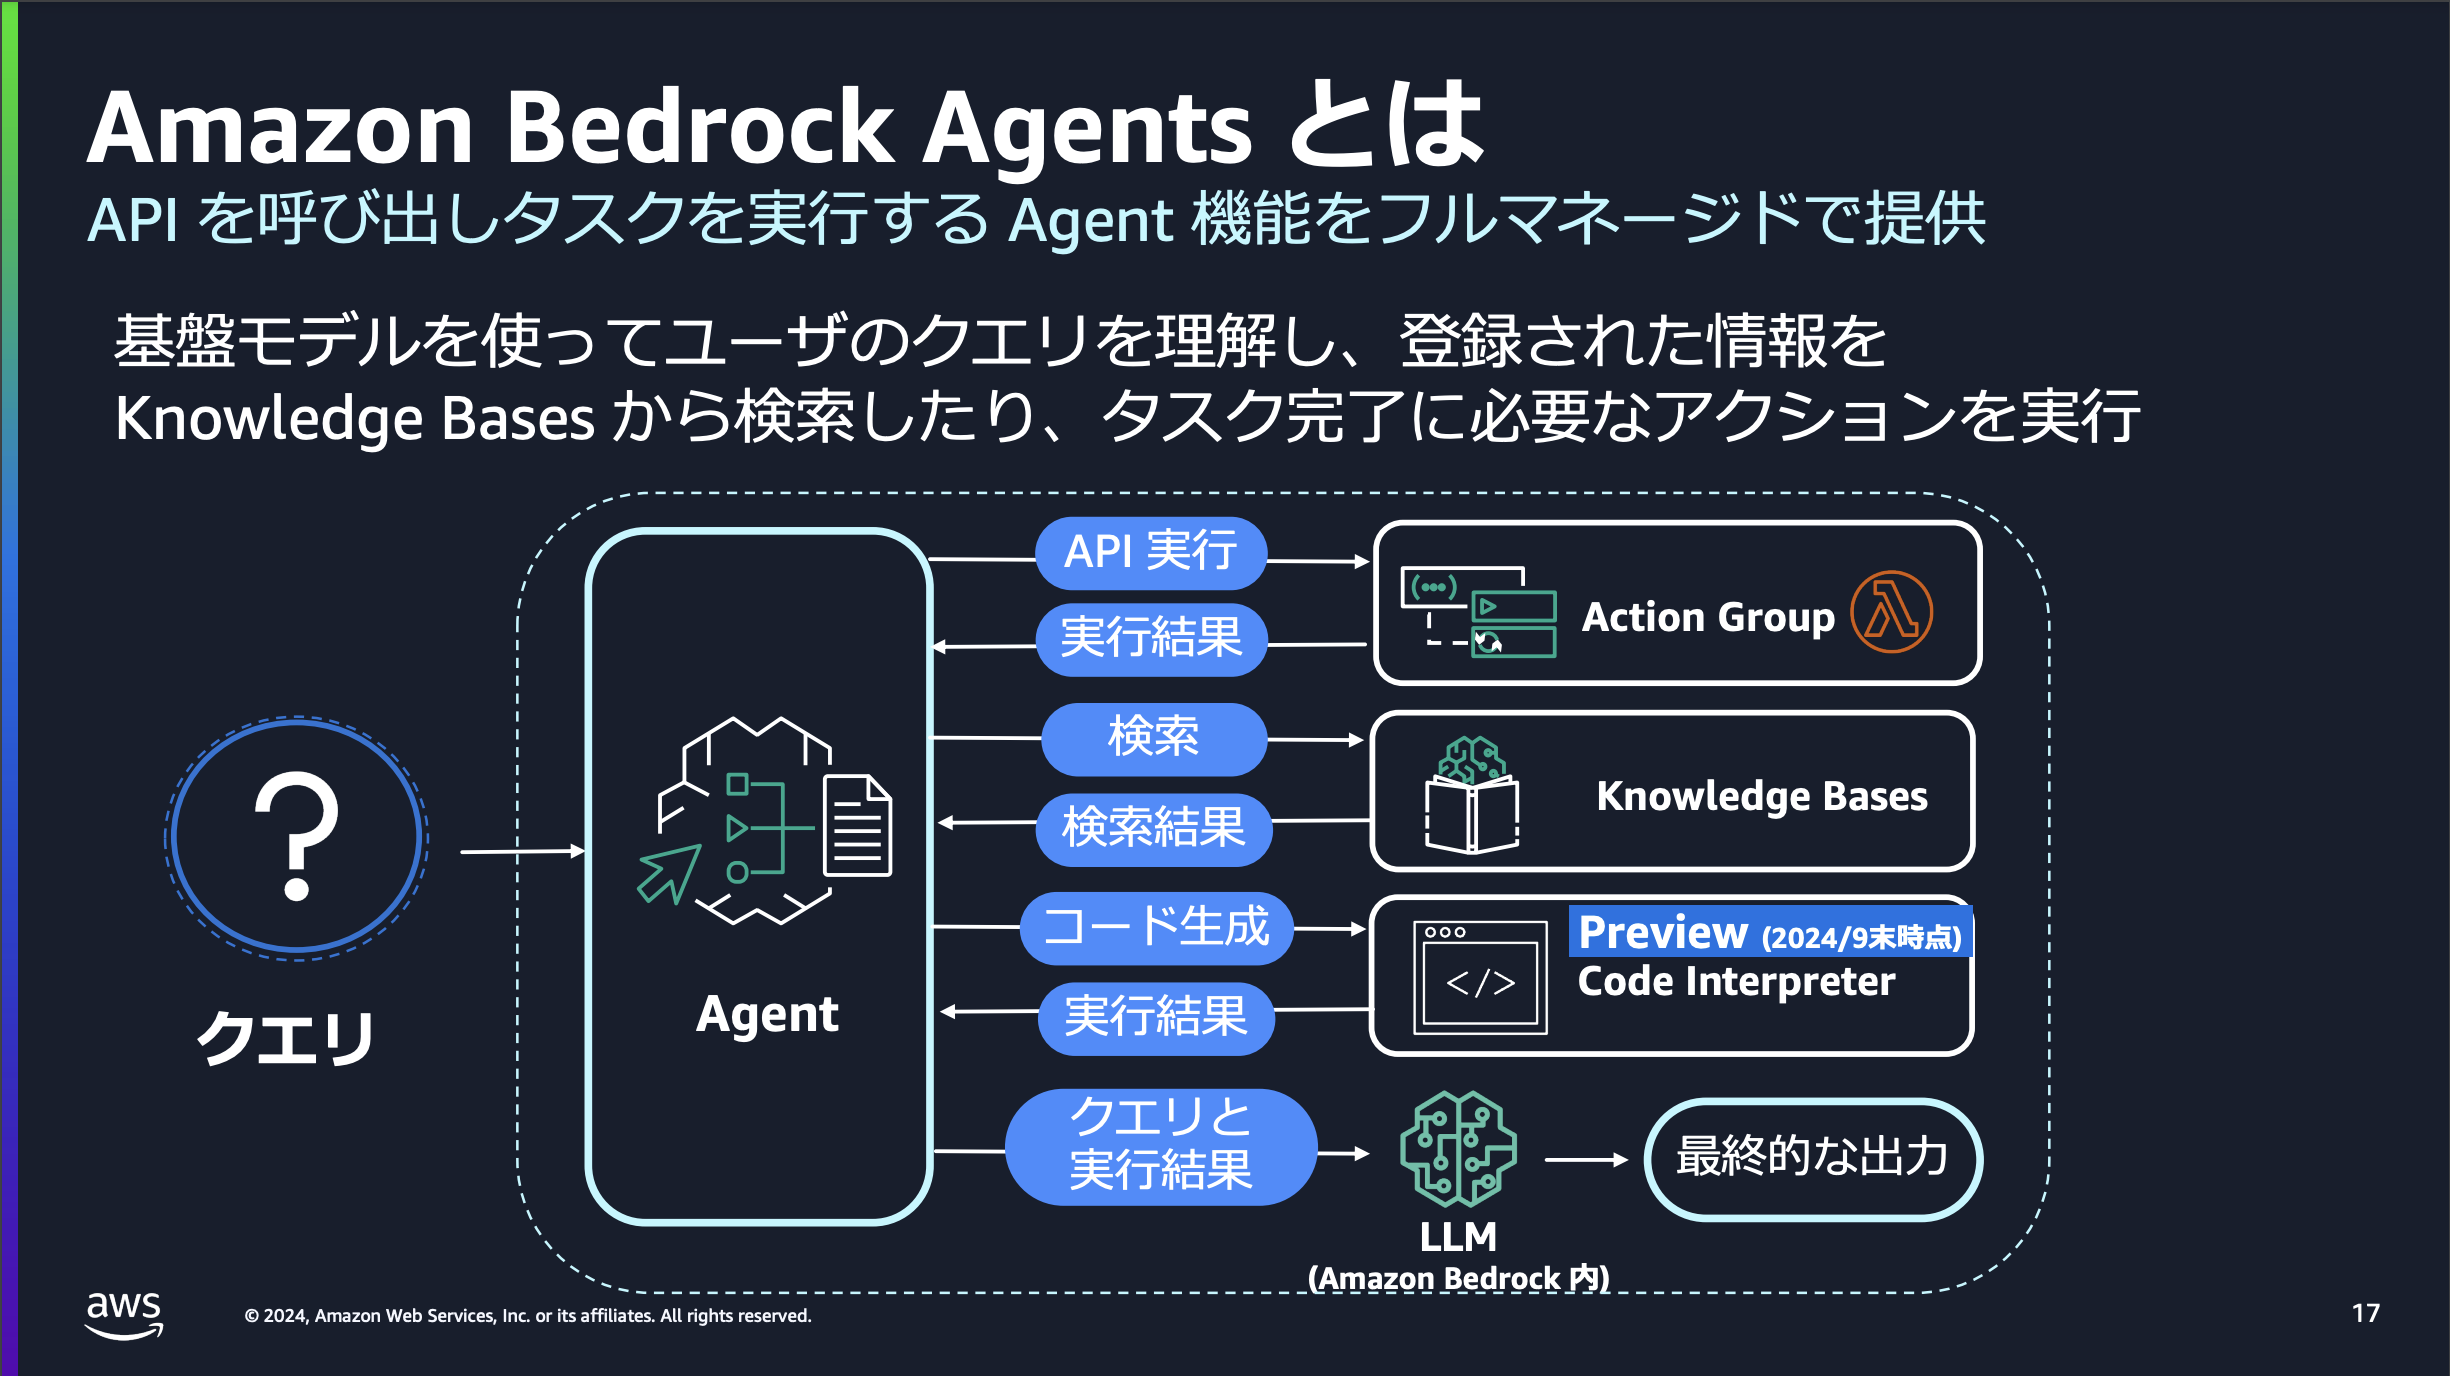 Amazon Bedrock Agents とは
API を呼び出しタスクを実行する Agent 機能をフルマネージドで提供
基盤モデルを使ってユーザのクエリを理解し、登録された情報を
Knowledge Bases から検索したり、タスク完了に必要なアクションを実行
?
クエリ
Agent
API 実行
実行結果
(•••)
Action Group
λ
検索
検索結果
Knowledge Bases
コード生成
実行結果
</>
Preview (2024/9末時点)
Code Interpreter
クエリと
実行結果
LLM
(Amazon Bedrock 内)
最終的な出力
aws
© 2024, Amazon Web Services, Inc. or its affiliates. All rights reserved.
17